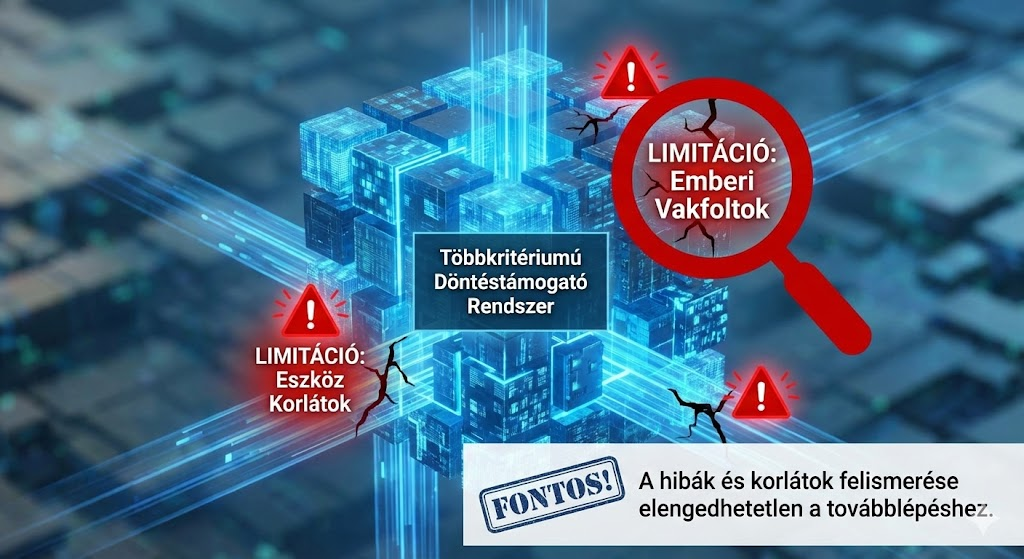 LIMITÁCIÓ:
Emberi
Vakfoltok
Többkritériumú
Döntéstámogató
Rendszer
LIMITÁCIÓ:
Eszköz
Korlátok
FONTOS!
A hibák és korlátok felismerése
elengedhetetlen a továbblépéshez.